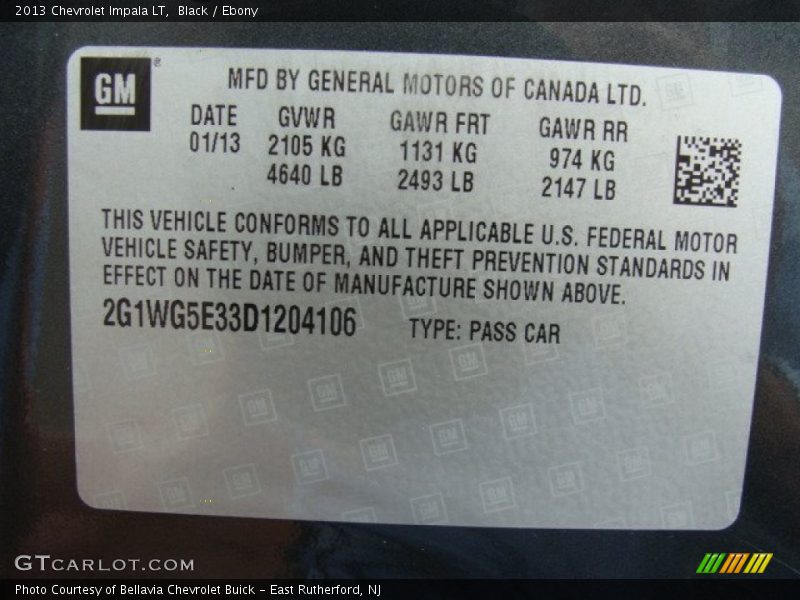 2013 Chevrolet Impala LT, Black / Ebony
GM®
MFD BY GENERAL MOTORS OF CANADA LTD.
DATE GVWR GAWR FRT GAWR RR
01/13 2105 KG 1131 KG 974 KG
4640 LB 2493 LB 2147 LB
THIS VEHICLE CONFORMS TO ALL APPLICABLE U.S. FEDERAL MOTOR
VEHICLE SAFETY, BUMPER, AND THEFT PREVENTION STANDARDS IN
EFFECT ON THE DATE OF MANUFACTURE SHOWN ABOVE.
2G1WG5E33D1204106 TYPE: PASS CAR
GTCARLOT.COM
Photo Courtesy of Bellavia Chevrolet Buick – East Rutherford, NJ